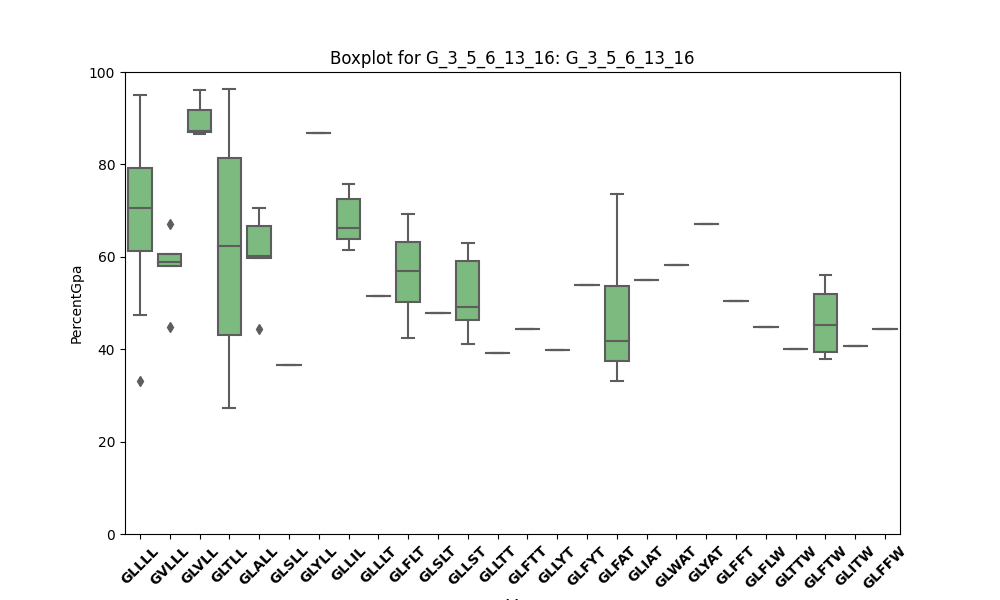 Boxplot for G_3_5_6_13_16: G_3_5_6_13_16
PercentGpa
100
80
60
40
20
0
GLLLL GVLLL GLVLL GLTLL GLALL GLSLL GLYLL GLLIL GLLLT GLFLT GLSLT GLLST GLLTT GLFTT GLLYT GLFYT GLFAT GLIAT GLWAT GLYAT GLFFT GLFLW GLTTW GLFTW GLITW GLFFW